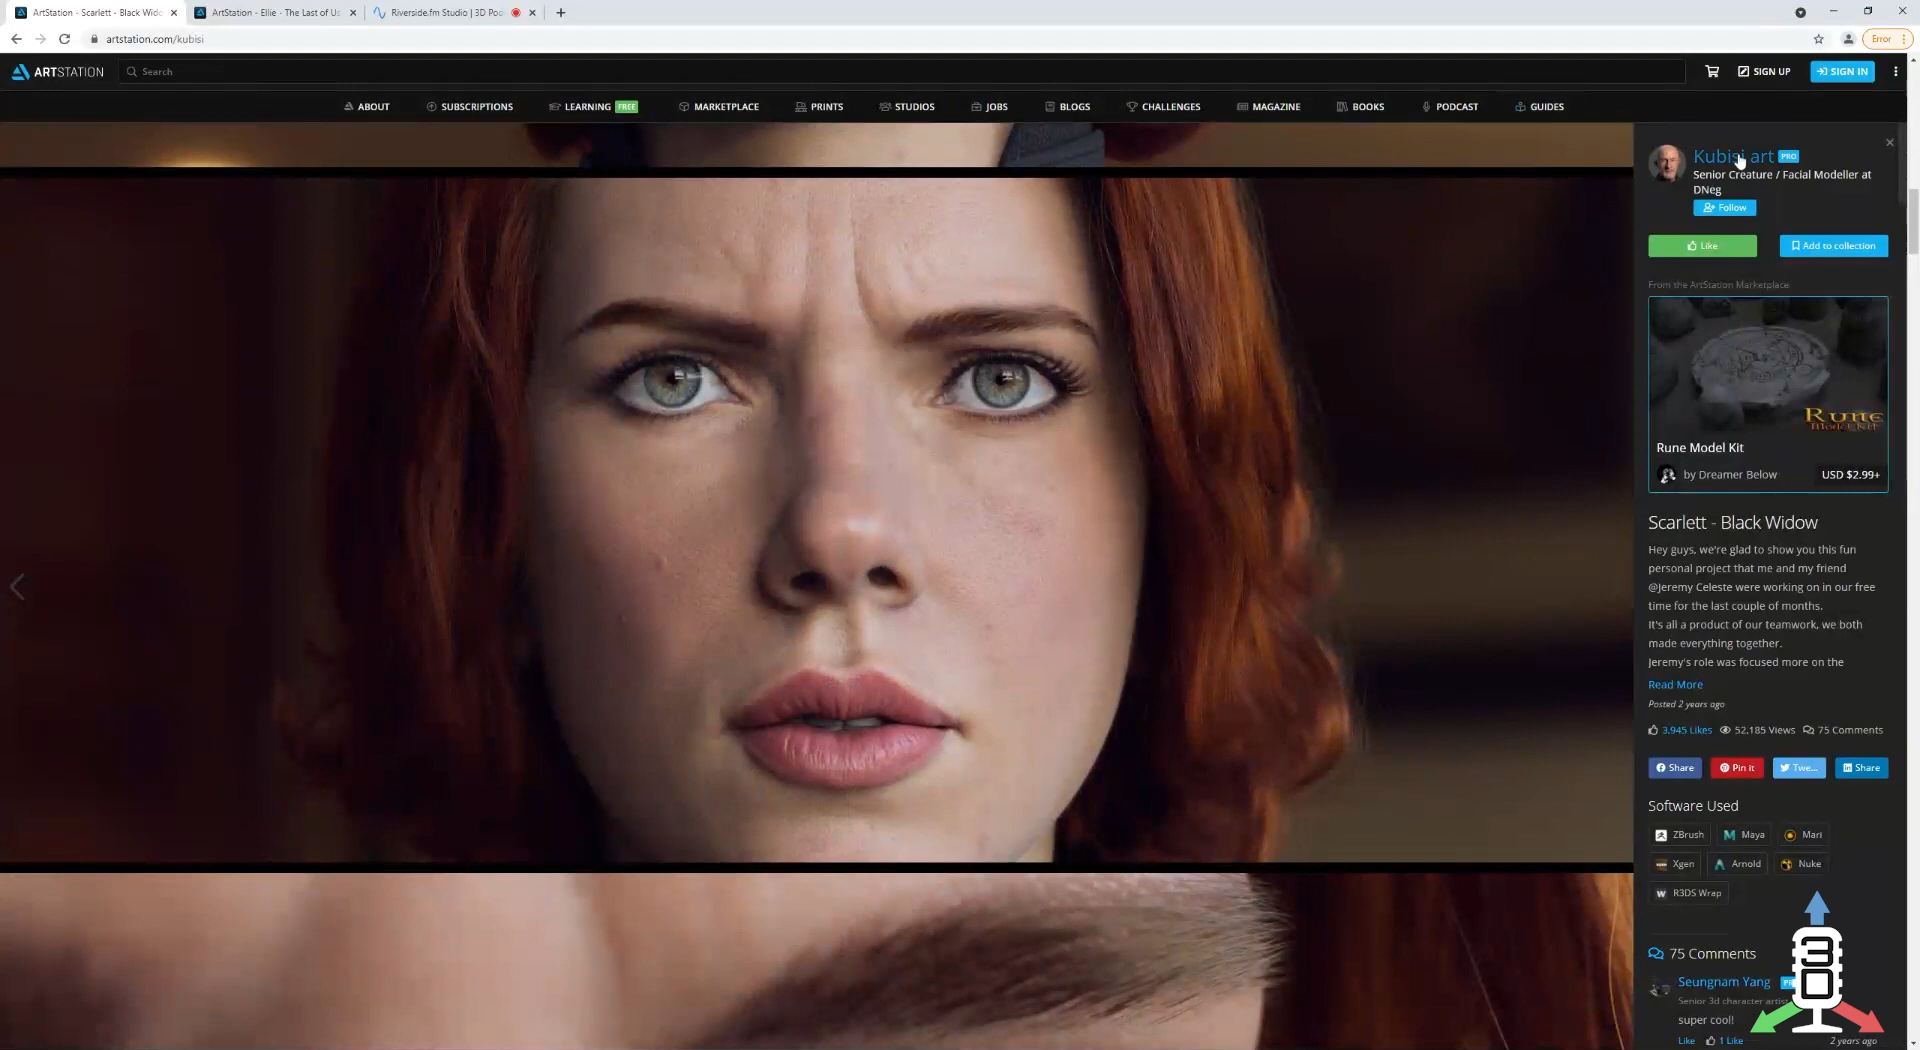 ArtStation - Scarlett - Black Wido
ArtStation - Ellie - The Last of Us
Riverside.fm Studio | 3D Pod
artstation.com/kubisi
Error
ARTSTATION
Search
SIGN UP
SIGN IN
ABOUT
SUBSCRIPTIONS
LEARNING FREE
MARKETPLACE
PRINTS
STUDIOS
JOBS
BLOGS
CHALLENGES
MAGAZINE
BOOKS
PODCAST
GUIDES
Kubisi art PRO
Senior Creature / Facial Modeller at
DNeg
Follow
Like
Add to collection
From the ArtStation Marketplace
Rune
Model Kit
Rune Model Kit
by Dreamer Below
USD $2.99+
Scarlett - Black Widow
Hey guys, we're glad to show you this fun
personal project that me and my friend
@Jeremy Celeste were working on in our free
time for the last couple of months.
It's all a product of our teamwork, we both
made everything together.
Jeremy's role was focused more on the
Read More
Posted 2 years ago
3,945 Likes 52,185 Views 75 Comments
Share
Pin it
Twe...
Share
Software Used
ZBrush
Maya
Mari
Xgen
Arnold
Nuke
W R3DS Wrap
75 Comments
Seungnam Yang
Senior 3d character artist
super cool!
Like 1 Like
2 years ago
3D